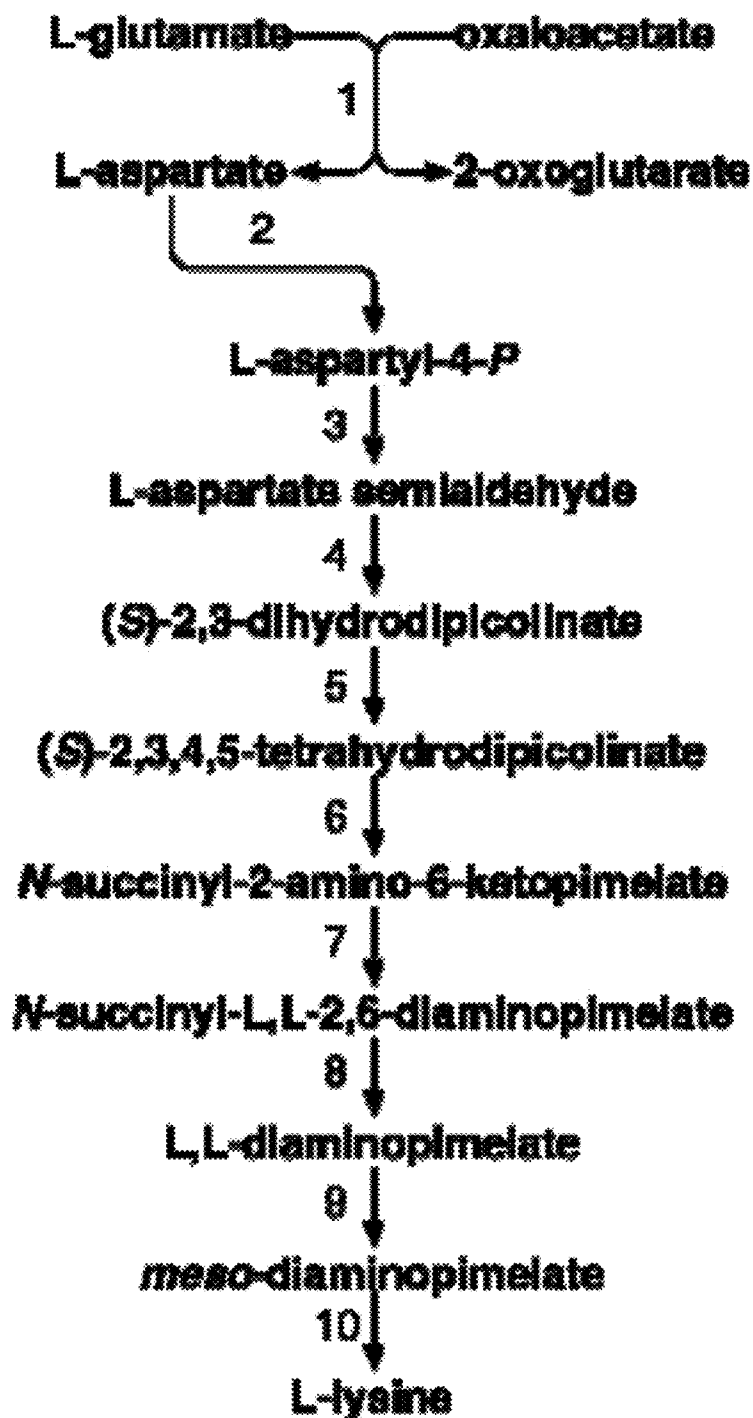 L-glutamate oxaloacetate
1
L-aspartate 2-oxoglutarate
2
L-aspartyl-4-P
3
L-aspartate semialdehyde
4
(S)-2,3-dihydrodipicolinate
5
(S)-2,3,4,5-tetrahydrodipicolinate
6
N-succinyl-2-amino-6-ketopimelate
7
N-succinyl-L,L-2,6-diaminopimelate
8
L,L-diaminopimelate
9
meso-diaminopimelate
10
L-lysine